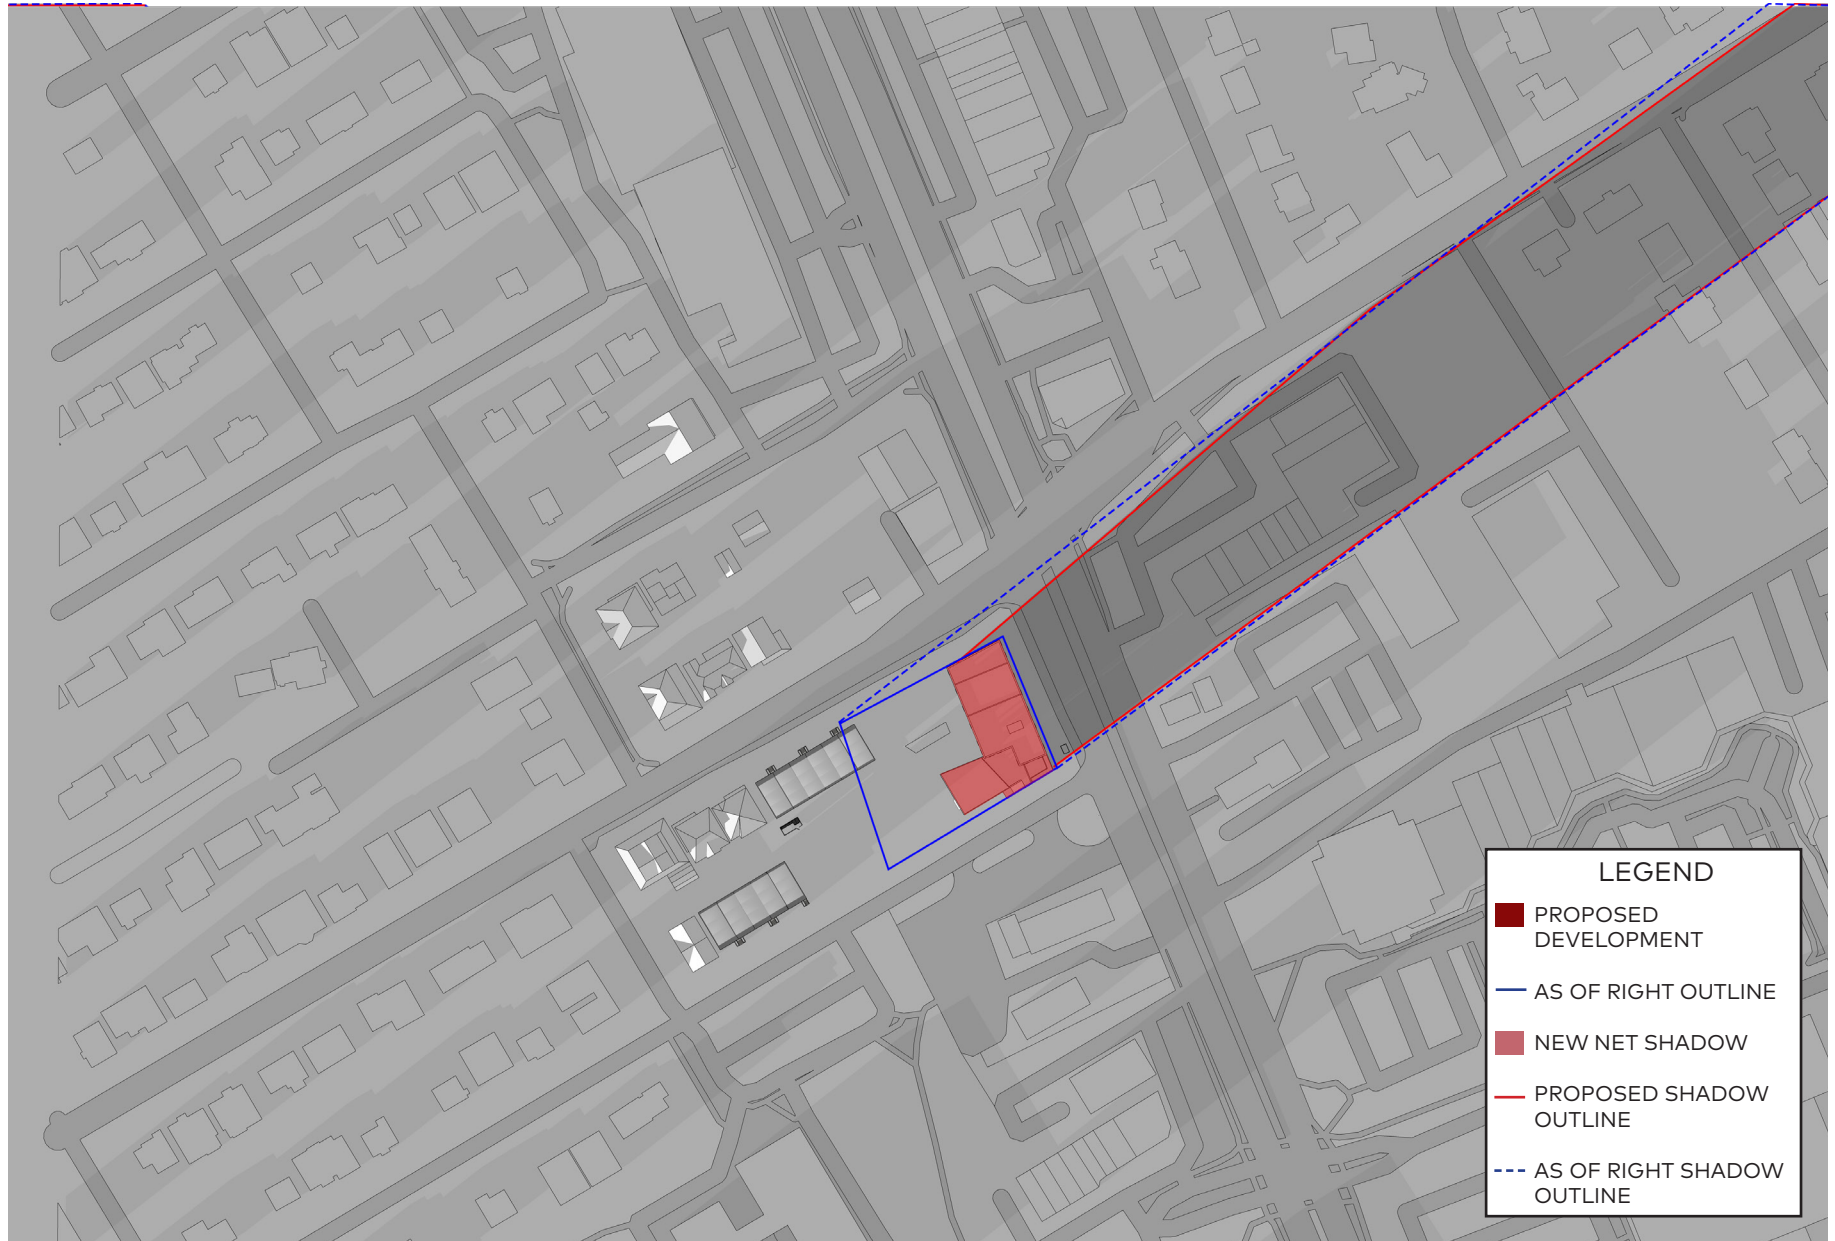 LEGEND
PROPOSED
DEVELOPMENT
AS OF RIGHT OUTLINE
NEW NET SHADOW
PROPOSED SHADOW
OUTLINE
AS OF RIGHT SHADOW
OUTLINE